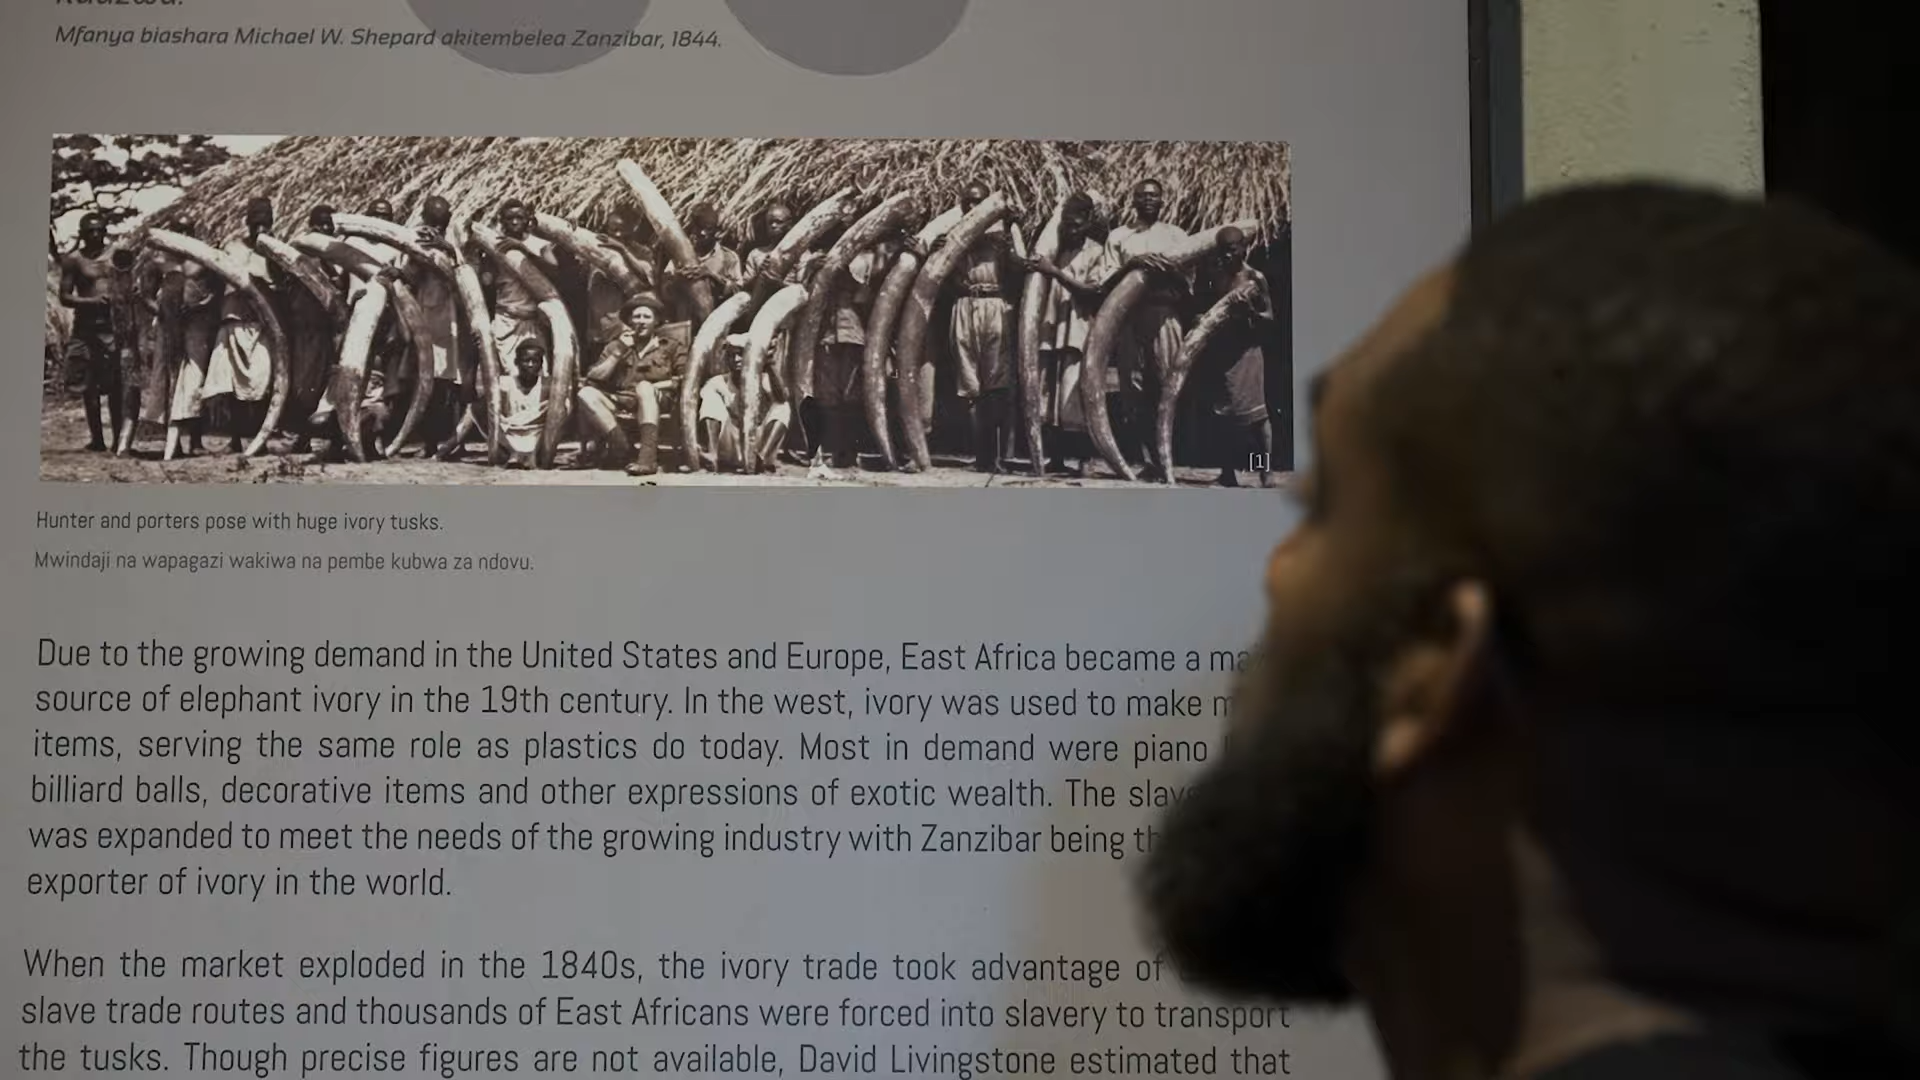 Mfanya biashara Michael W. Shepard akitembelea Zanzibar, 1844.
[1]
Hunter and porters pose with huge ivory tusks.
Mwindaji na wapagazi wakiwa na pembe kubwa za ndovu.
Due to the growing demand in the United States and Europe, East Africa became a
source of elephant ivory in the 19th century. In the west, ivory was used to make
items, serving the same role as plastics do today. Most in demand were piano
billiard balls, decorative items and other expressions of exotic wealth. The
was expanded to meet the needs of the growing industry with Zanzibar being
exporter of ivory in the world.
When the market exploded in the 1840s, the ivory trade took advantage of
slave trade routes and thousands of East Africans were forced into slavery to transport
the tusks. Though precise figures are not available, David Livingstone estimated that